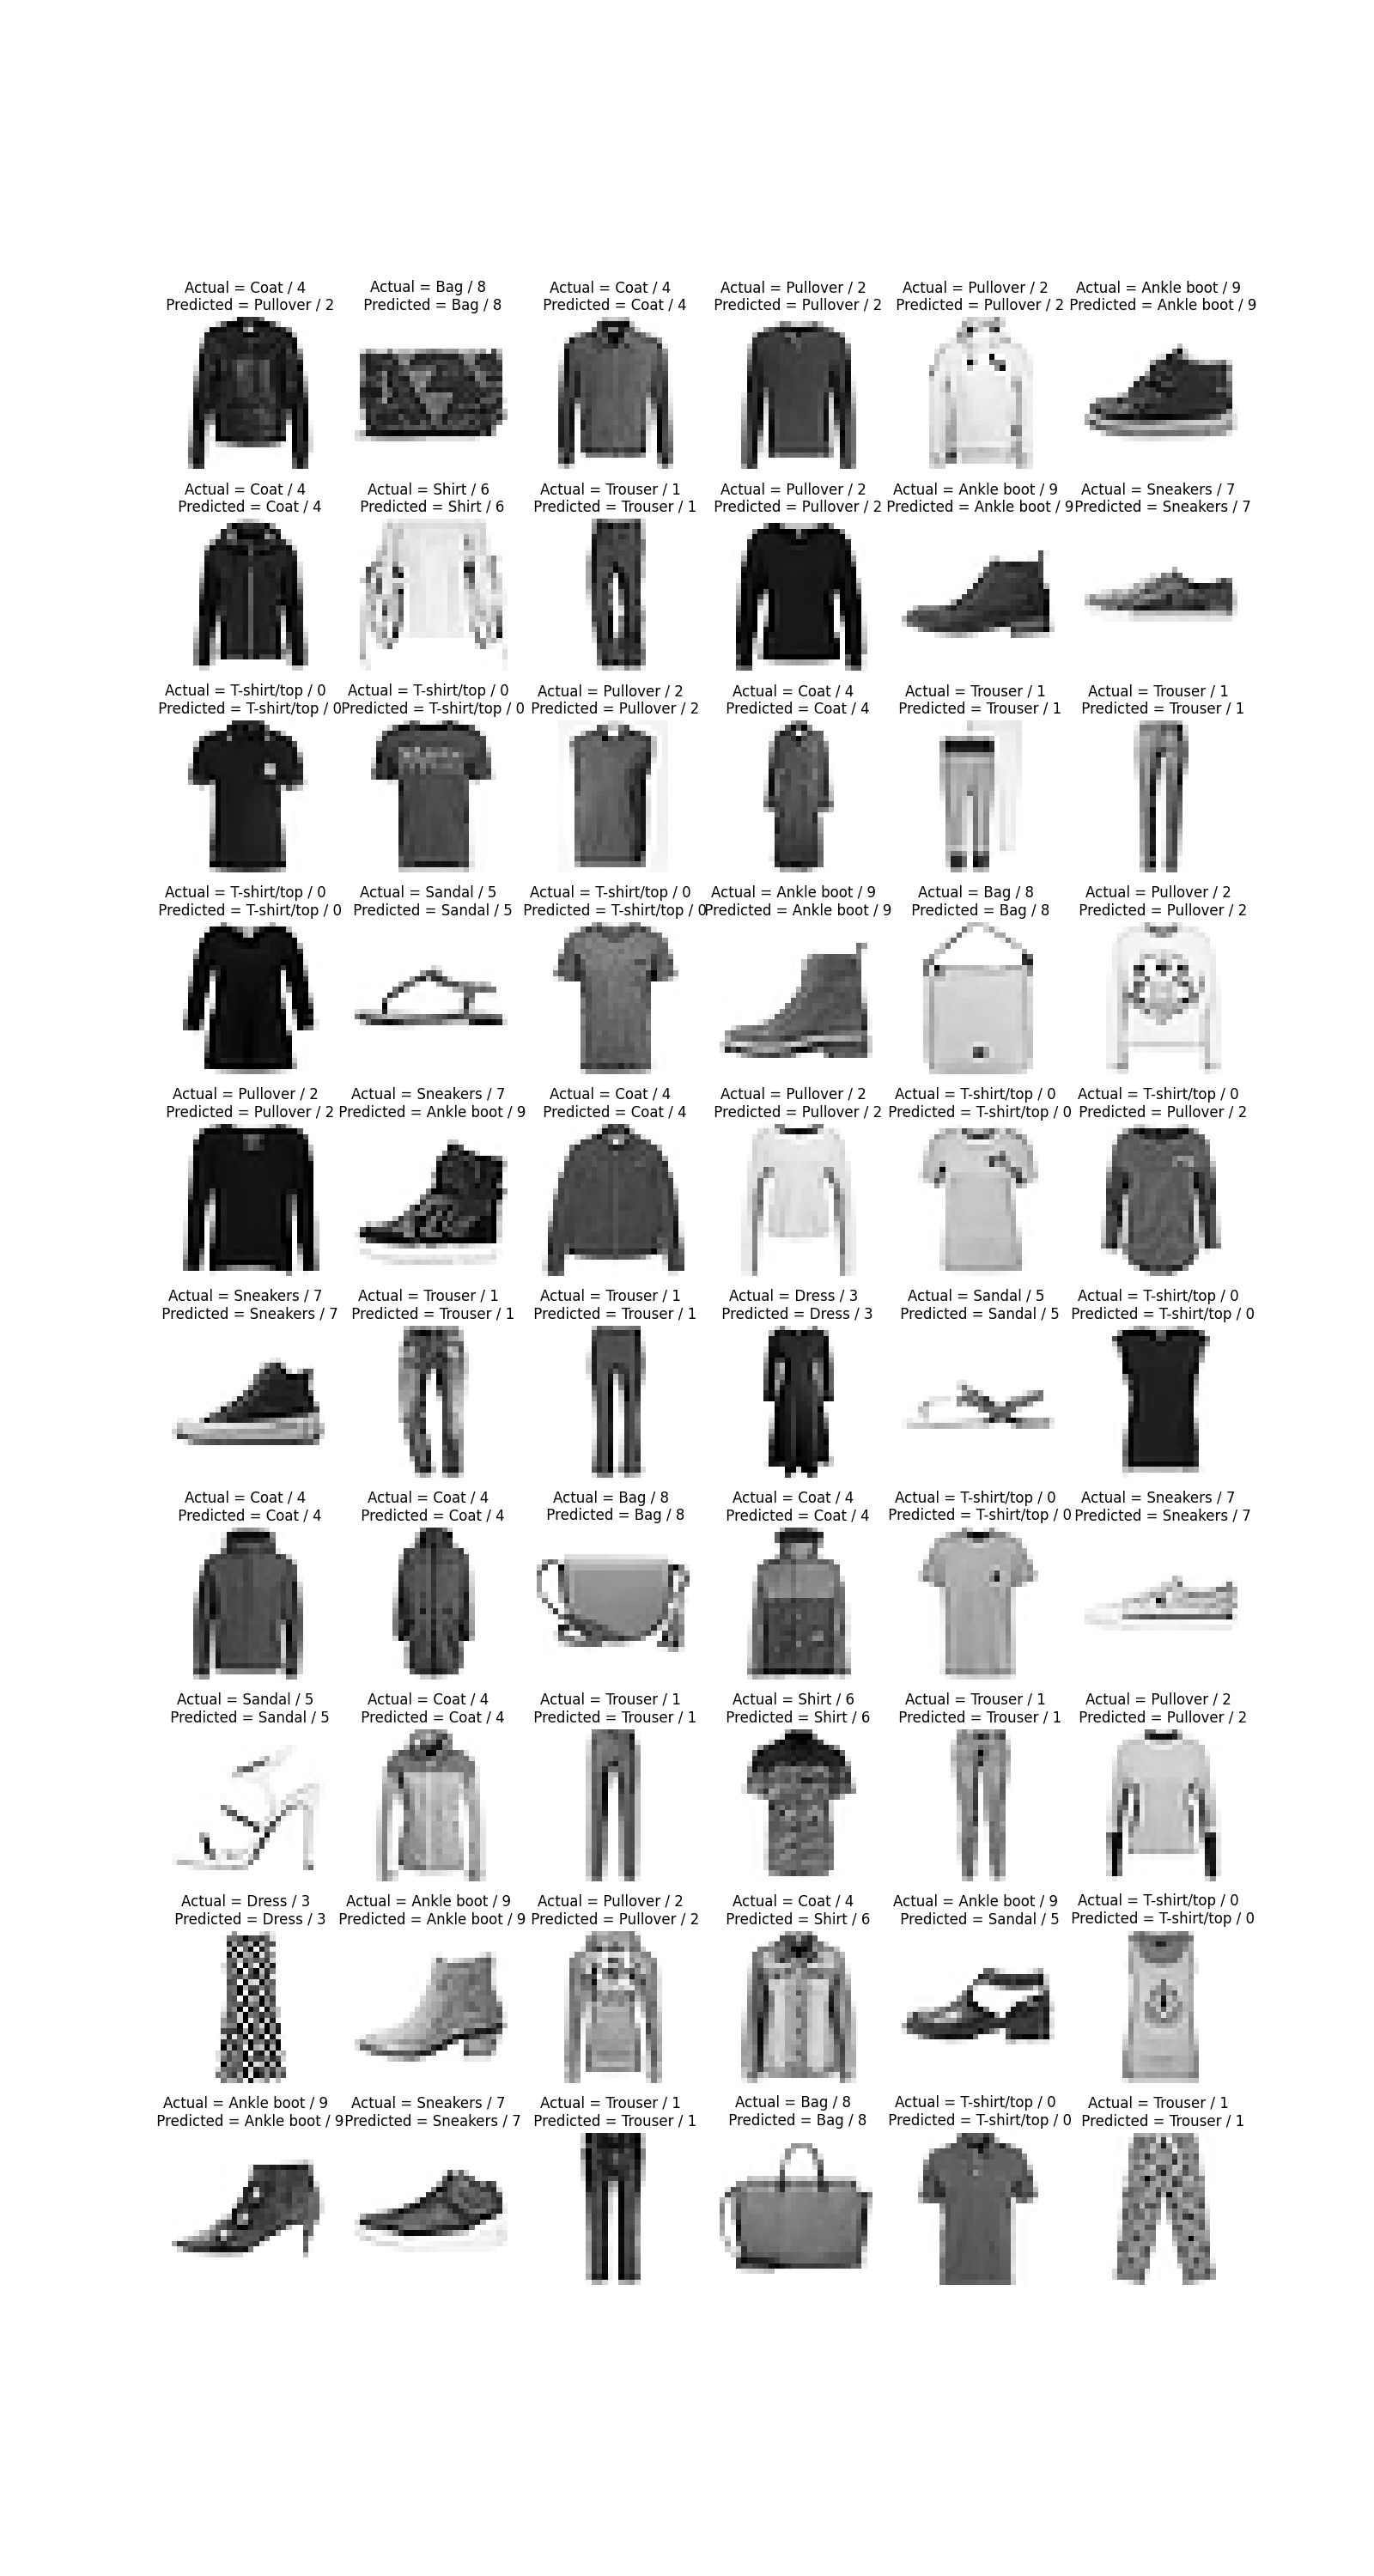 Actual = Coat / 4
Predicted = Pullover / 2
Actual = Bag / 8
Predicted = Bag / 8
Actual = Coat / 4
Predicted = Coat / 4
Actual = Pullover / 2
Predicted = Pullover / 2
Actual = Pullover / 2
Predicted = Pullover / 2
Actual = Ankle boot / 9
Predicted = Ankle boot / 9
Actual = Coat / 4
Predicted = Coat / 4
Actual = Shirt / 6
Predicted = Shirt / 6
Actual = Trouser / 1
Predicted = Trouser / 1
Actual = Pullover / 2
Predicted = Pullover / 2
Actual = Ankle boot / 9
Predicted = Ankle boot / 9
Actual = Sneakers / 7
Predicted = Sneakers / 7
Actual = T-shirt/top / 0
Predicted = T-shirt/top / 0
Actual = T-shirt/top / 0
Predicted = T-shirt/top / 0
Actual = Pullover / 2
Predicted = Pullover / 2
Actual = Coat / 4
Predicted = Coat / 4
Actual = Trouser / 1
Predicted = Trouser / 1
Actual = Trouser / 1
Predicted = Trouser / 1
Actual = T-shirt/top / 0
Predicted = T-shirt/top / 0
Actual = Sandal / 5
Predicted = Sandal / 5
Actual = T-shirt/top / 0
Predicted = T-shirt/top / 0
Actual = Ankle boot / 9
Predicted = Ankle boot / 9
Actual = Bag / 8
Predicted = Bag / 8
Actual = Pullover / 2
Predicted = Pullover / 2
Actual = Pullover / 2
Predicted = Pullover / 2
Actual = Sneakers / 7
Predicted = Ankle boot / 9
Actual = Coat / 4
Predicted = Coat / 4
Actual = Pullover / 2
Predicted = Pullover / 2
Actual = T-shirt/top / 0
Predicted = T-shirt/top / 0
Actual = T-shirt/top / 0
Predicted = Pullover / 2
Actual = Sneakers / 7
Predicted = Sneakers / 7
Actual = Trouser / 1
Predicted = Trouser / 1
Actual = Trouser / 1
Predicted = Trouser / 1
Actual = Dress / 3
Predicted = Dress / 3
Actual = Sandal / 5
Predicted = Sandal / 5
Actual = T-shirt/top / 0
Predicted = T-shirt/top / 0
Actual = Coat / 4
Predicted = Coat / 4
Actual = Coat / 4
Predicted = Coat / 4
Actual = Bag / 8
Predicted = Bag / 8
Actual = Coat / 4
Predicted = Coat / 4
Actual = T-shirt/top / 0
Predicted = T-shirt/top / 0
Actual = Sneakers / 7
Predicted = Sneakers / 7
Actual = Sandal / 5
Predicted = Sandal / 5
Actual = Coat / 4
Predicted = Coat / 4
Actual = Trouser / 1
Predicted = Trouser / 1
Actual = Shirt / 6
Predicted = Shirt / 6
Actual = Trouser / 1
Predicted = Trouser / 1
Actual = Pullover / 2
Predicted = Pullover / 2
Actual = Dress / 3
Predicted = Dress / 3
Actual = Ankle boot / 9
Predicted = Ankle boot / 9
Actual = Pullover / 2
Predicted = Pullover / 2
Actual = Coat / 4
Predicted = Shirt / 6
Actual = Ankle boot / 9
Predicted = Sandal / 5
Actual = T-shirt/top / 0
Predicted = T-shirt/top / 0
Actual = Ankle boot / 9
Predicted = Ankle boot / 9
Actual = Sneakers / 7
Predicted = Sneakers / 7
Actual = Trouser / 1
Predicted = Trouser / 1
Actual = Bag / 8
Predicted = Bag / 8
Actual = T-shirt/top / 0
Predicted = T-shirt/top / 0
Actual = Trouser / 1
Predicted = Trouser / 1